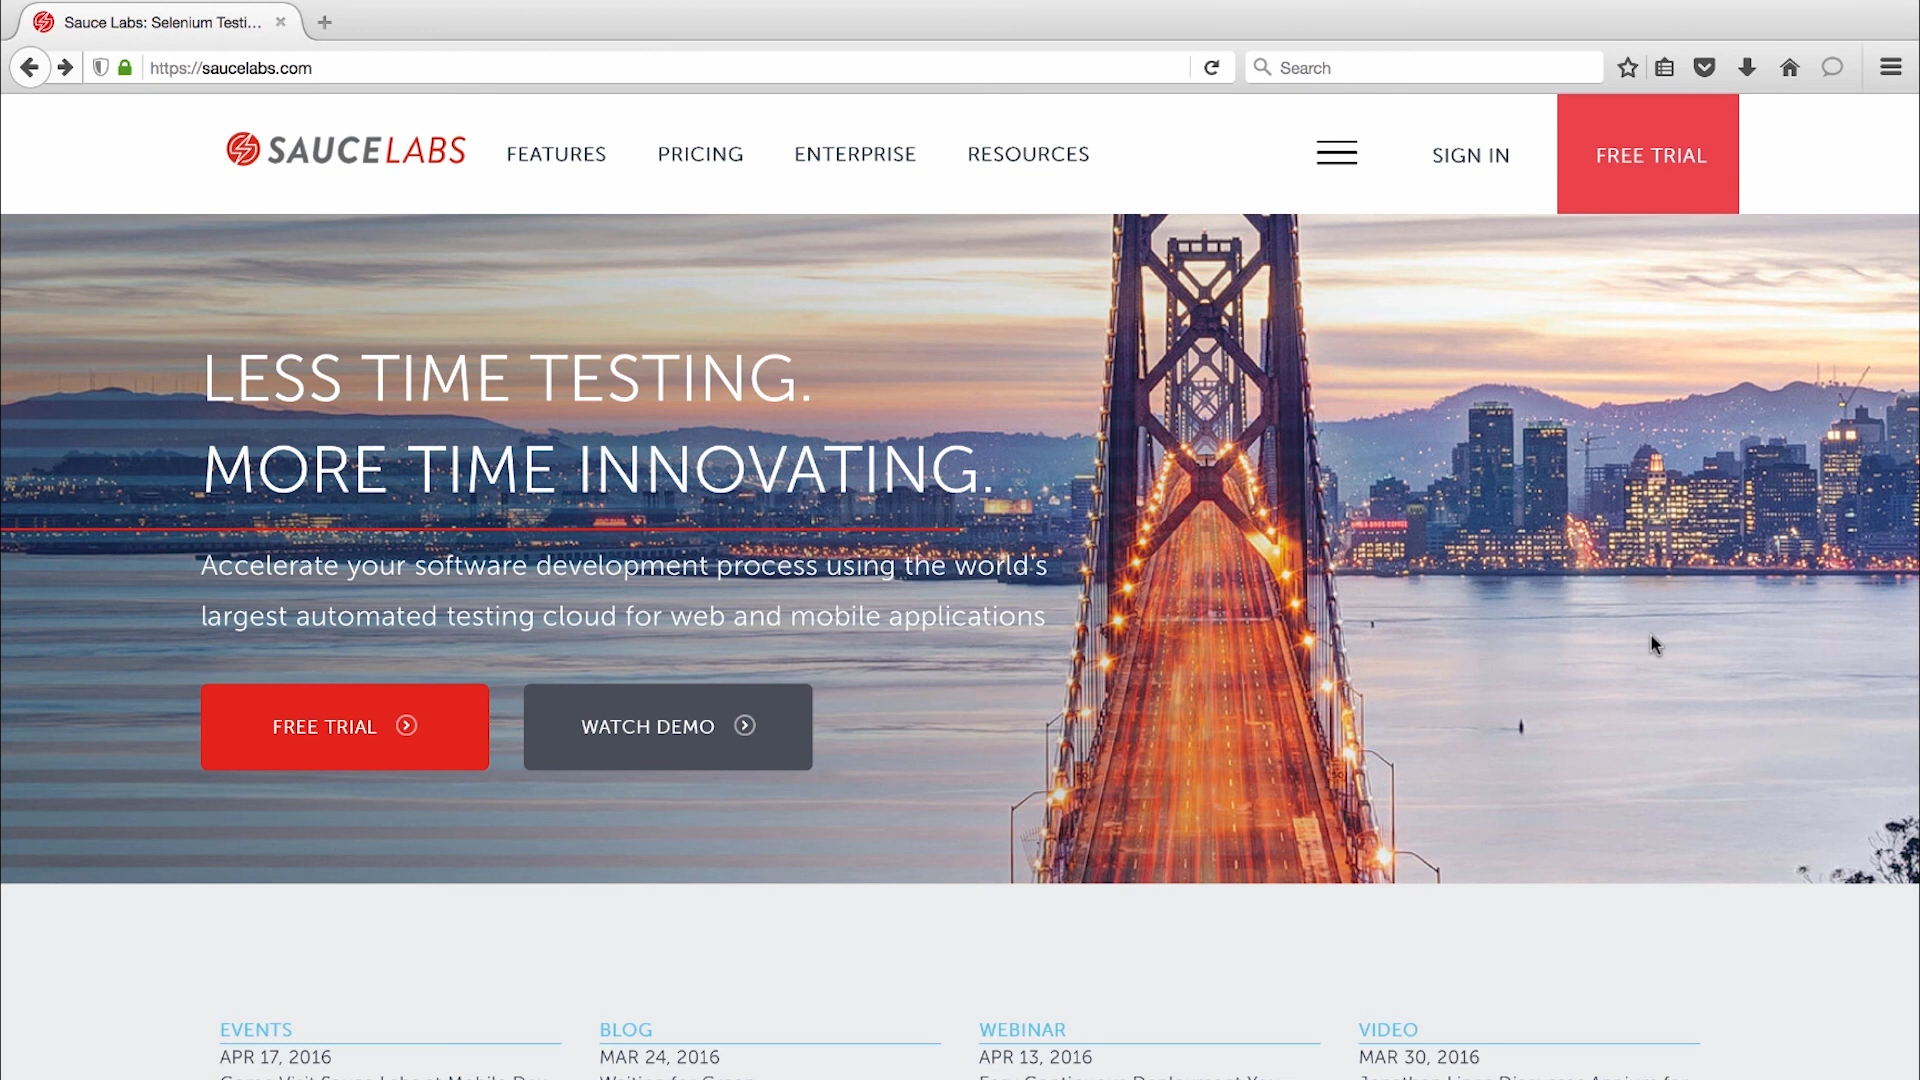 Sauce Labs: Selenium Testi...
https://saucelabs.com
Search
SAUCELABS
FEATURES
PRICING
ENTERPRISE
RESOURCES
SIGN IN
FREE TRIAL
LESS TIME TESTING.
MORE TIME INNOVATING.
Accelerate your software development process using the world's
largest automated testing cloud for web and mobile applications
FREE TRIAL
WATCH DEMO
EVENTS
APR 17, 2016
BLOG
MAR 24, 2016
WEBINAR
APR 13, 2016
VIDEO
MAR 30, 2016